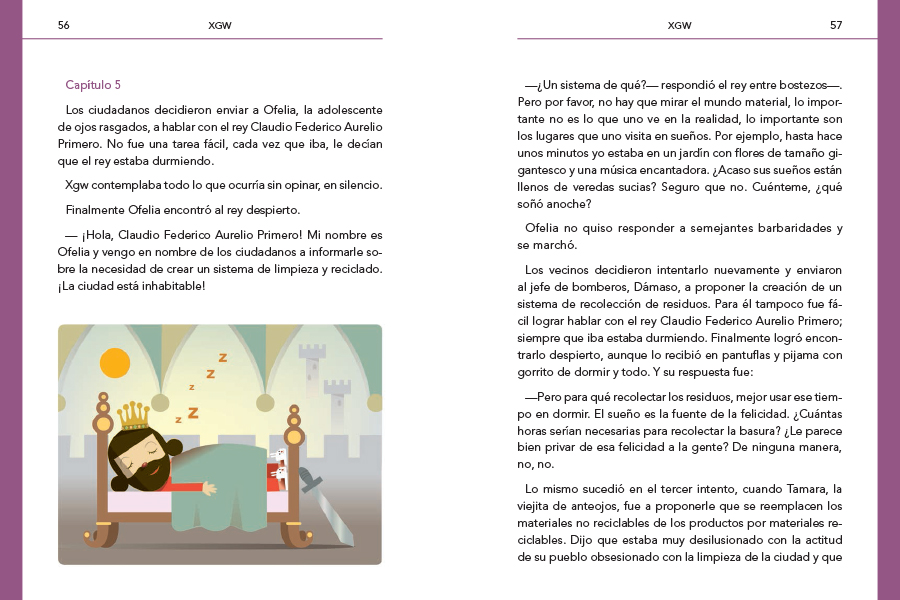 56
XGW
Capítulo 5
Los ciudadanos decidieron enviar a Ofelia, la adolescente
de ojos rasgados, a hablar con el rey Claudio Federico Aurelio
Primero. No fue una tarea fácil, cada vez que iba, le decían
que el rey estaba durmiendo.
Xgw contemplaba todo lo que ocurría sin opinar, en silencio.
Finalmente Ofelia encontró al rey despierto.
— ¡Hola, Claudio Federico Aurelio Primero! Mi nombre es
Ofelia y vengo en nombre de los ciudadanos a informarle so-
bre la necesidad de crear un sistema de limpieza y reciclado.
¡La ciudad está inhabitable!
z
z
z
z
z
XGW
57
—¿Un sistema de qué?— respondió el rey entre bostezos—.
Pero por favor, no hay que mirar el mundo material, lo impor-
tante no es lo que uno ve en la realidad, lo importante son
los lugares que uno visita en sueños. Por ejemplo, hasta hace
unos minutos yo estaba en un jardín con flores de tamaño gi-
gantesco y una música encantadora. ¿Acaso sus sueños están
llenos de veredas sucias? Seguro que no. Cuénteme, ¿qué
soñó anoche?
Ofelia no quiso responder a semejantes barbaridades y
se marchó.
Los vecinos decidieron intentarlo nuevamente y enviaron
al jefe de bomberos, Dámaso, a proponer la creación de un
sistema de recolección de residuos. Para él tampoco fue fá-
cil lograr hablar con el rey Claudio Federico Aurelio Primero;
siempre que iba estaba durmiendo. Finalmente logró encon-
trarlo despierto, aunque lo recibió en pantuflas y pijama con
gorrito de dormir y todo. Y su respuesta fue:
—Pero para qué recolectar los residuos, mejor usar ese tiem-
po en dormir. El sueño es la fuente de la felicidad. ¿Cuántas
horas serían necesarias para recolectar la basura? ¿Le parece
bien privar de esa felicidad a la gente? De ninguna manera,
no, no.
Lo mismo sucedió en el tercer intento, cuando Tamara, la
viejita de anteojos, fue a proponerle que se reemplacen los
materiales no reciclables de los productos por materiales re-
ciclables. Dijo que estaba muy desilusionado con la actitud
de su pueblo obsesionado con la limpieza de la ciudad y que